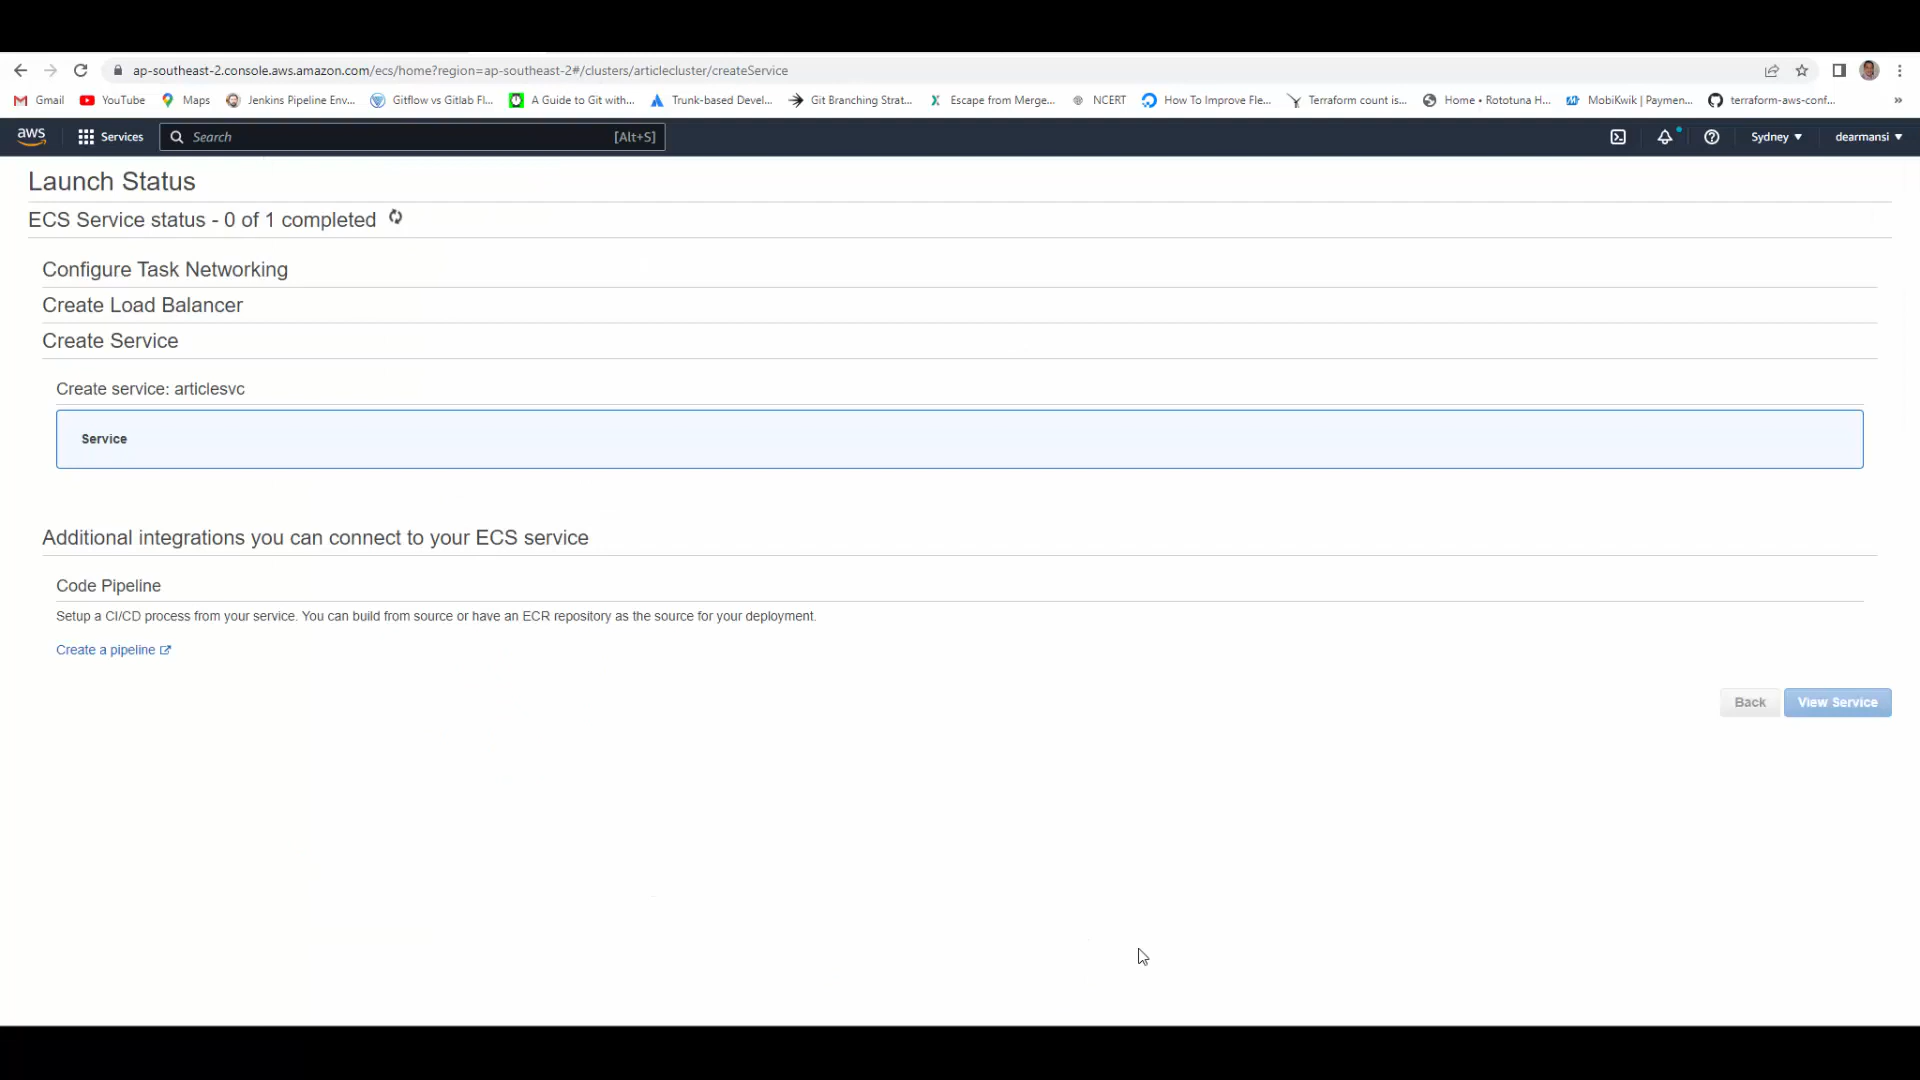 ap-southeast-2.console.aws.amazon.com/ecs/home?region=ap-southeast-2#/clusters/articlecluster/createService
Gmail YouTube Maps Jenkins Pipeline Env... Gitflow vs Gitlab Fl... A Guide to Git with... Trunk-based Devel... Git Branching Strat... Escape from Merge... NCERT How To Improve Fle... Terraform count is... Home • Rototuna H... MobiKwik | Paymen... terraform-aws-conf... »
aws Services Search [Alt+S] Sydney dearmansi
Launch Status
ECS Service status - 0 of 1 completed
Configure Task Networking
Create Load Balancer
Create Service
Create service: articlesvc
Service
Additional integrations you can connect to your ECS service
Code Pipeline
Setup a CI/CD process from your service. You can build from source or have an ECR repository as the source for your deployment.
Create a pipeline
Back View Service